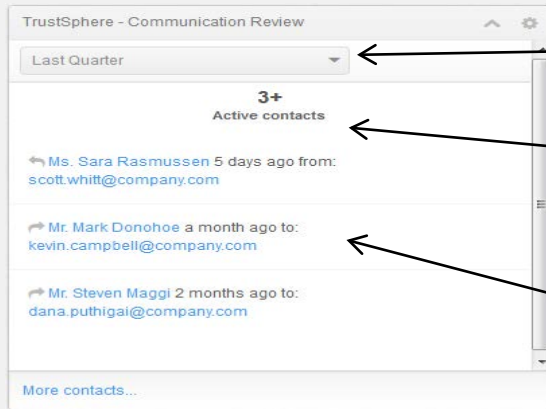 TrustSphere - Communication Review
Last Quarter
3+
Active contacts
Ms. Sara Rasmussen 5 days ago from:
scott.whitt@company.com
Mr. Mark Donohoe a month ago to:
kevin.campbell@company.com
Mr. Steven Maggi 2 months ago to:
dana.puthigai@company.com
More contacts...